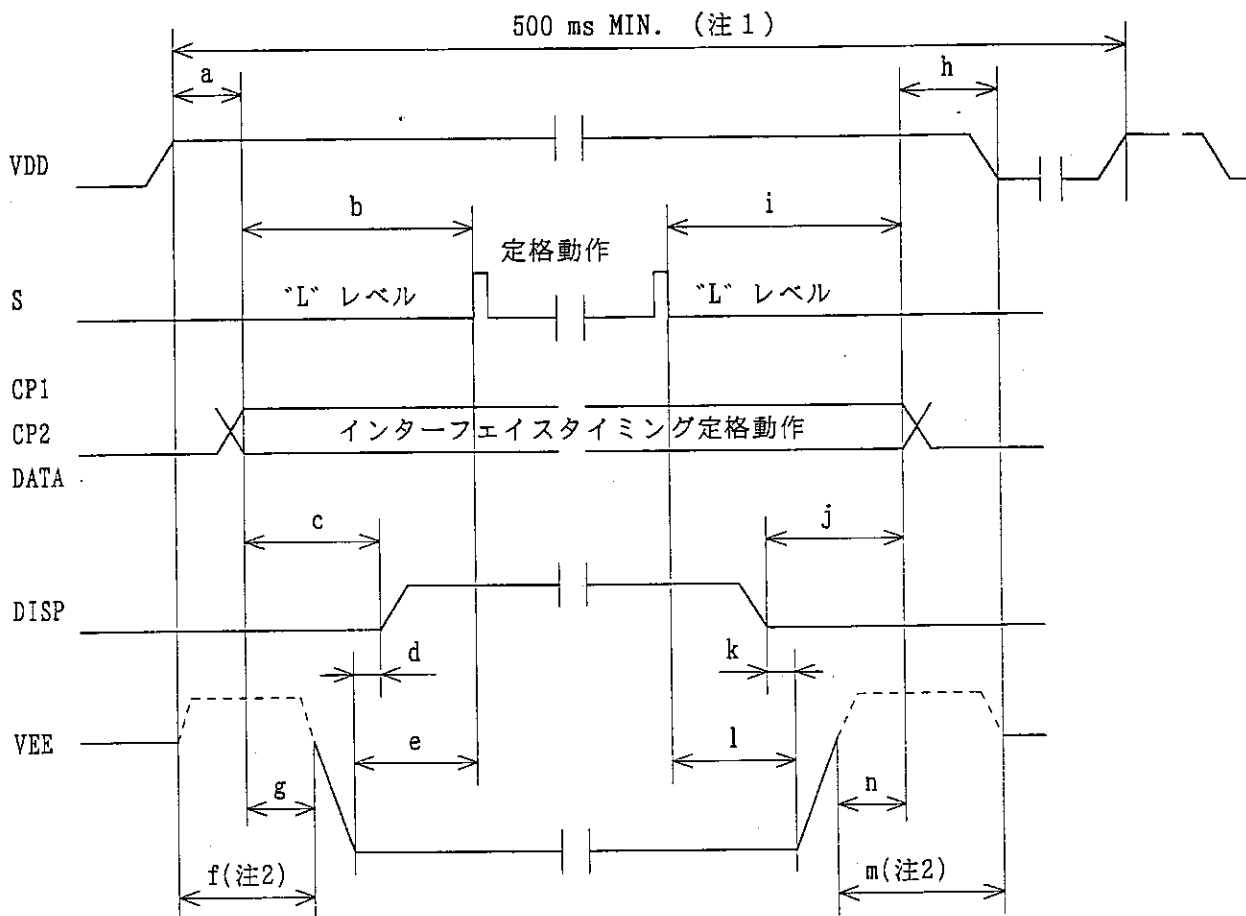 500 ms MIN. (注1)
a
h
VDD
b
i
定格動作
S
"L" レベル
"L" レベル
CP1
CP2
インターフェイスタイミング定格動作
DATA
c
j
DISP
d
k
VEE
e
l
g
n
f(注2)
m(注2)